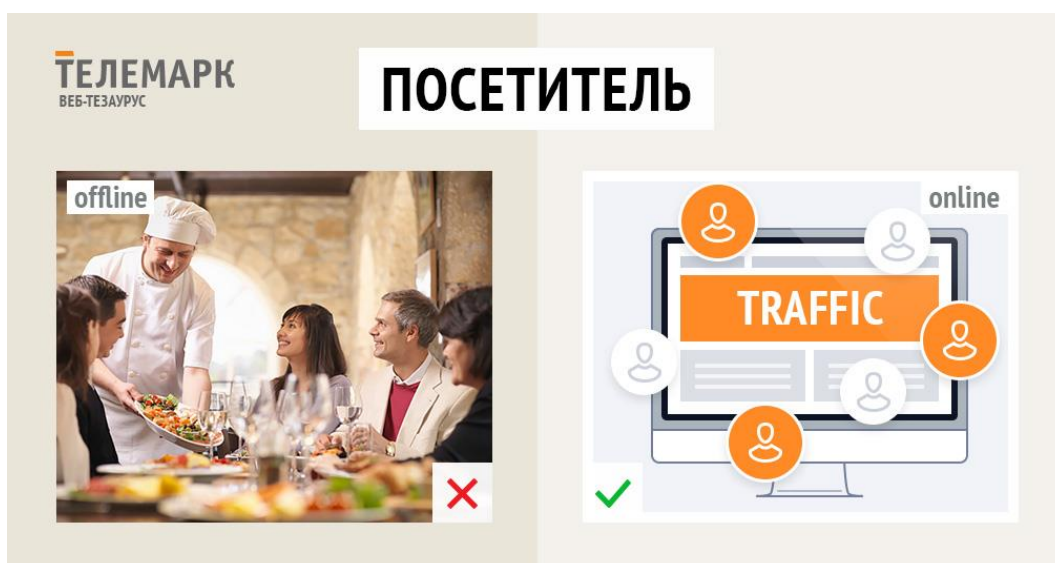 ТЕЛЕМАРК
ВЕБ-ТЕЗАУРУС
ПОСЕТИТЕЛЬ
offline
online
TRAFFIC